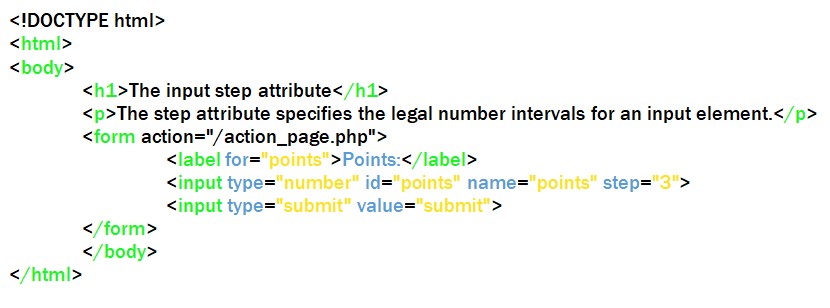 <!DOCTYPE html>
<html>
<body>
<h1>The input step attribute</h1>
<p>The step attribute specifies the legal number intervals for an input element.</p>
<form action="/action_page.php">
<label for="points">Points:</label>
<input type="number" id="points" name="points" step="3">
<input type="submit" value="submit">
</form>
</body>
</html>